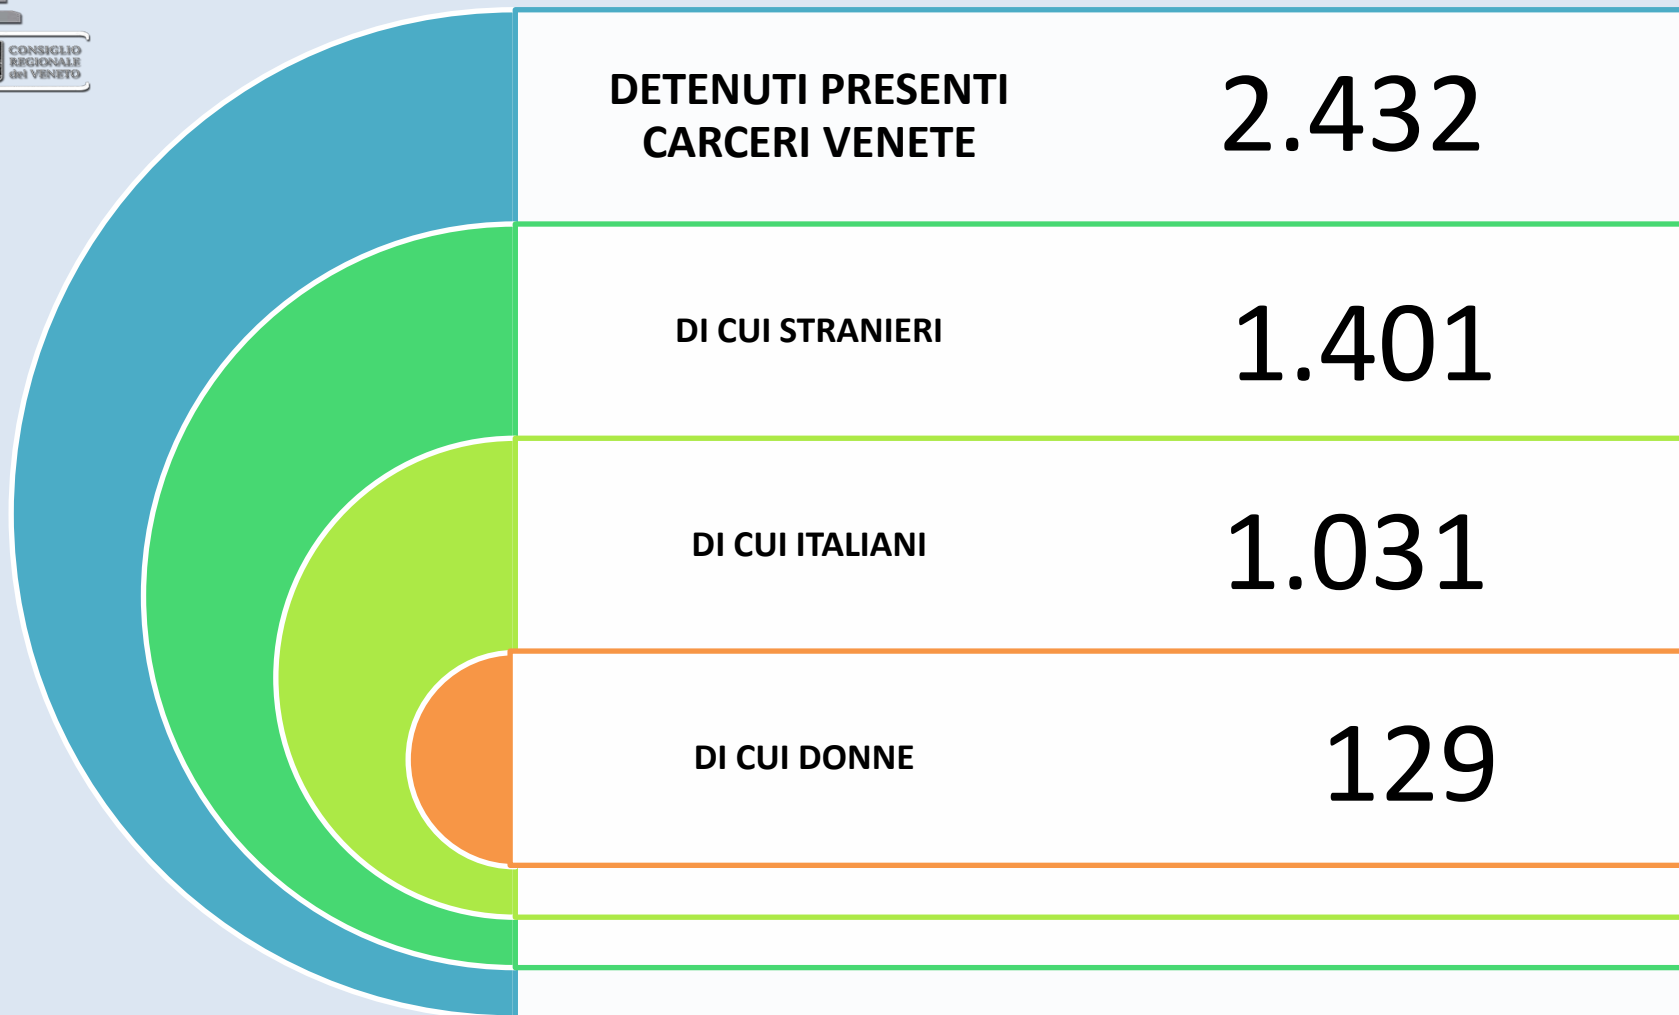 CONSIGLIO
REGIONALE
del VENETO
DETENUTI PRESENTI
CARCERI VENETE
2.432
DI CUI STRANIERI
1.401
DI CUI ITALIANI
1.031
DI CUI DONNE
129